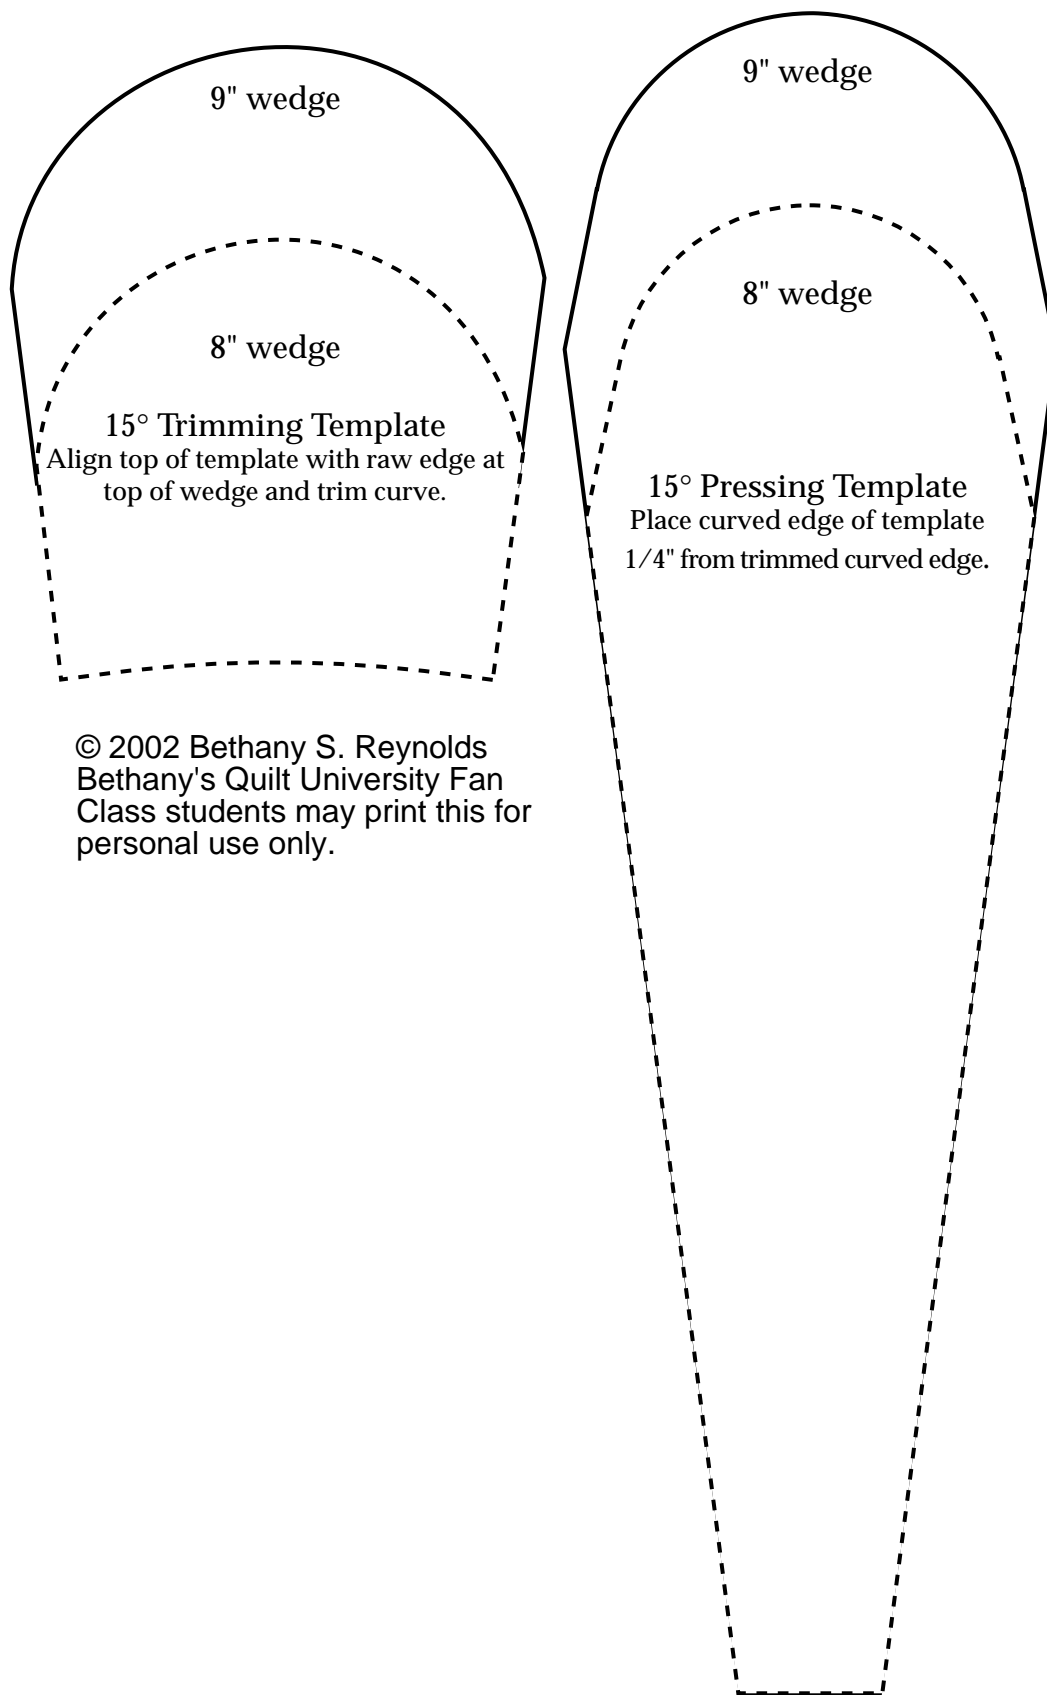 9" wedge
8" wedge
15° Trimming Template
Align top of template with raw edge at
top of wedge and trim curve.
© 2002 Bethany S. Reynolds
Bethany's Quilt University Fan
Class students may print this for
personal use only.
9" wedge
8" wedge
15° Pressing Template
Place curved edge of template
1/4" from trimmed curved edge.